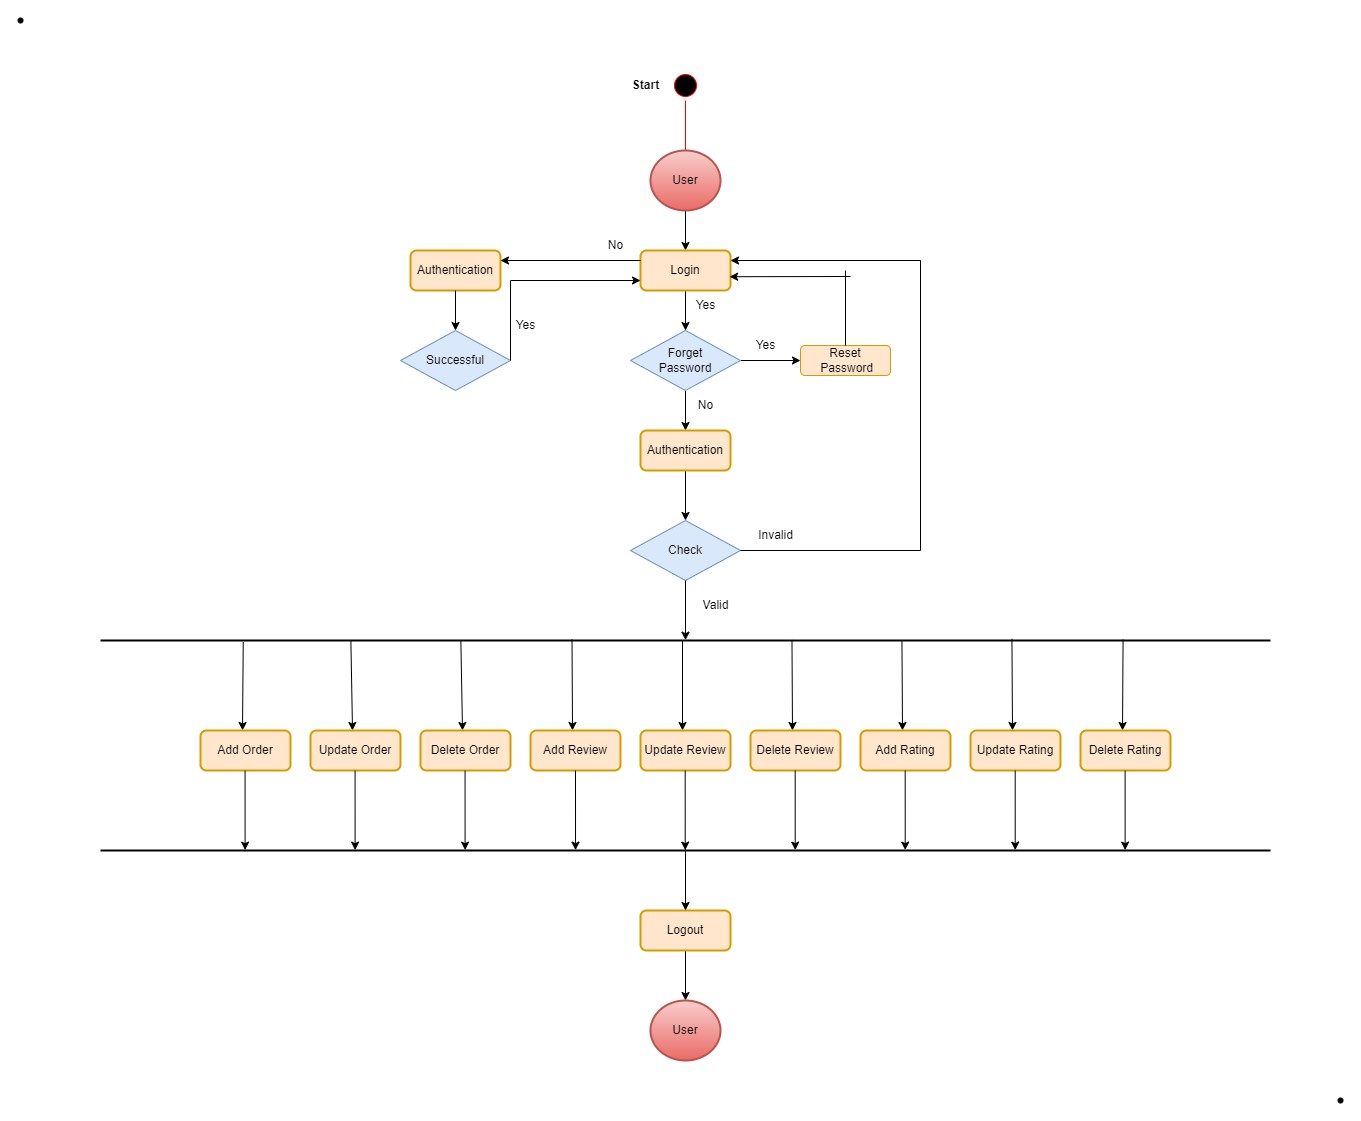 Start
User
No
Authentication
Login
Yes
Yes
Successful
Forget
Password
Yes
Reset
Password
No
Authentication
Check
Invalid
Valid
Add Order
Update Order
Delete Order
Add Review
Update Review
Delete Review
Add Rating
Update Rating
Delete Rating
Logout
User